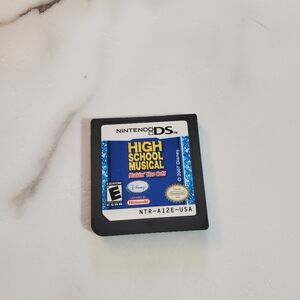 NINTENDO DS
HIGH
SCHOOL
MUSICAL
Makin' The Cut!
© 2007 Disney
E
Disney
Nintendo
NTR-A12E-USA